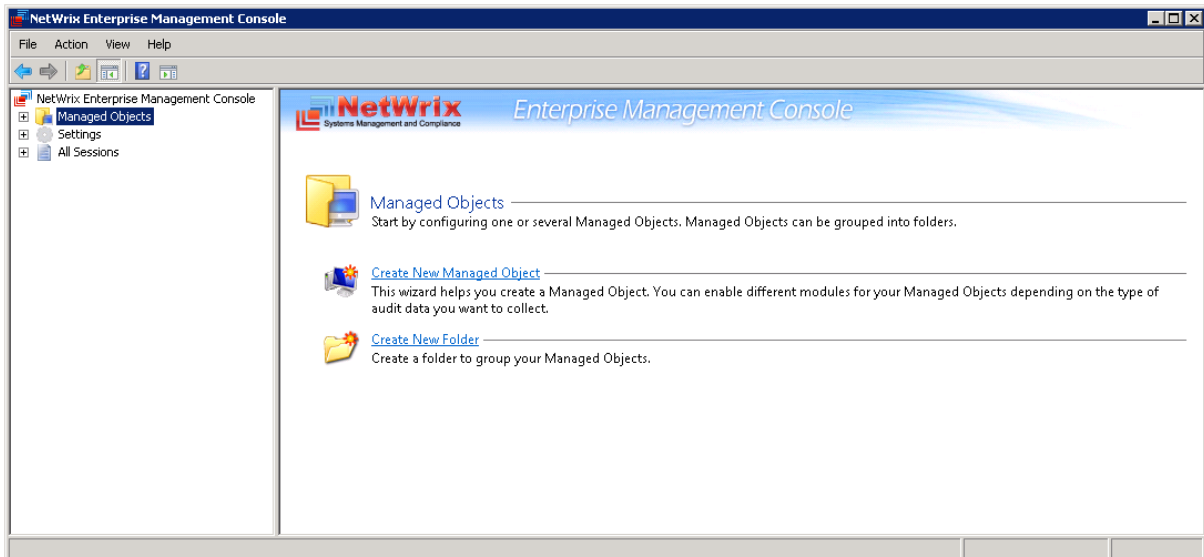 NetWrix Enterprise Management Console
File Action View Help
NetWrix Enterprise Management Console
Managed Objects
Settings
All Sessions
NetWrix
Systems Management and Compliance
Enterprise Management Console
Managed Objects
Start by configuring one or several Managed Objects. Managed Objects can be grouped into folders.
Create New Managed Object
This wizard helps you create a Managed Object. You can enable different modules for your Managed Objects depending on the type of
audit data you want to collect.
Create New Folder
Create a folder to group your Managed Objects.